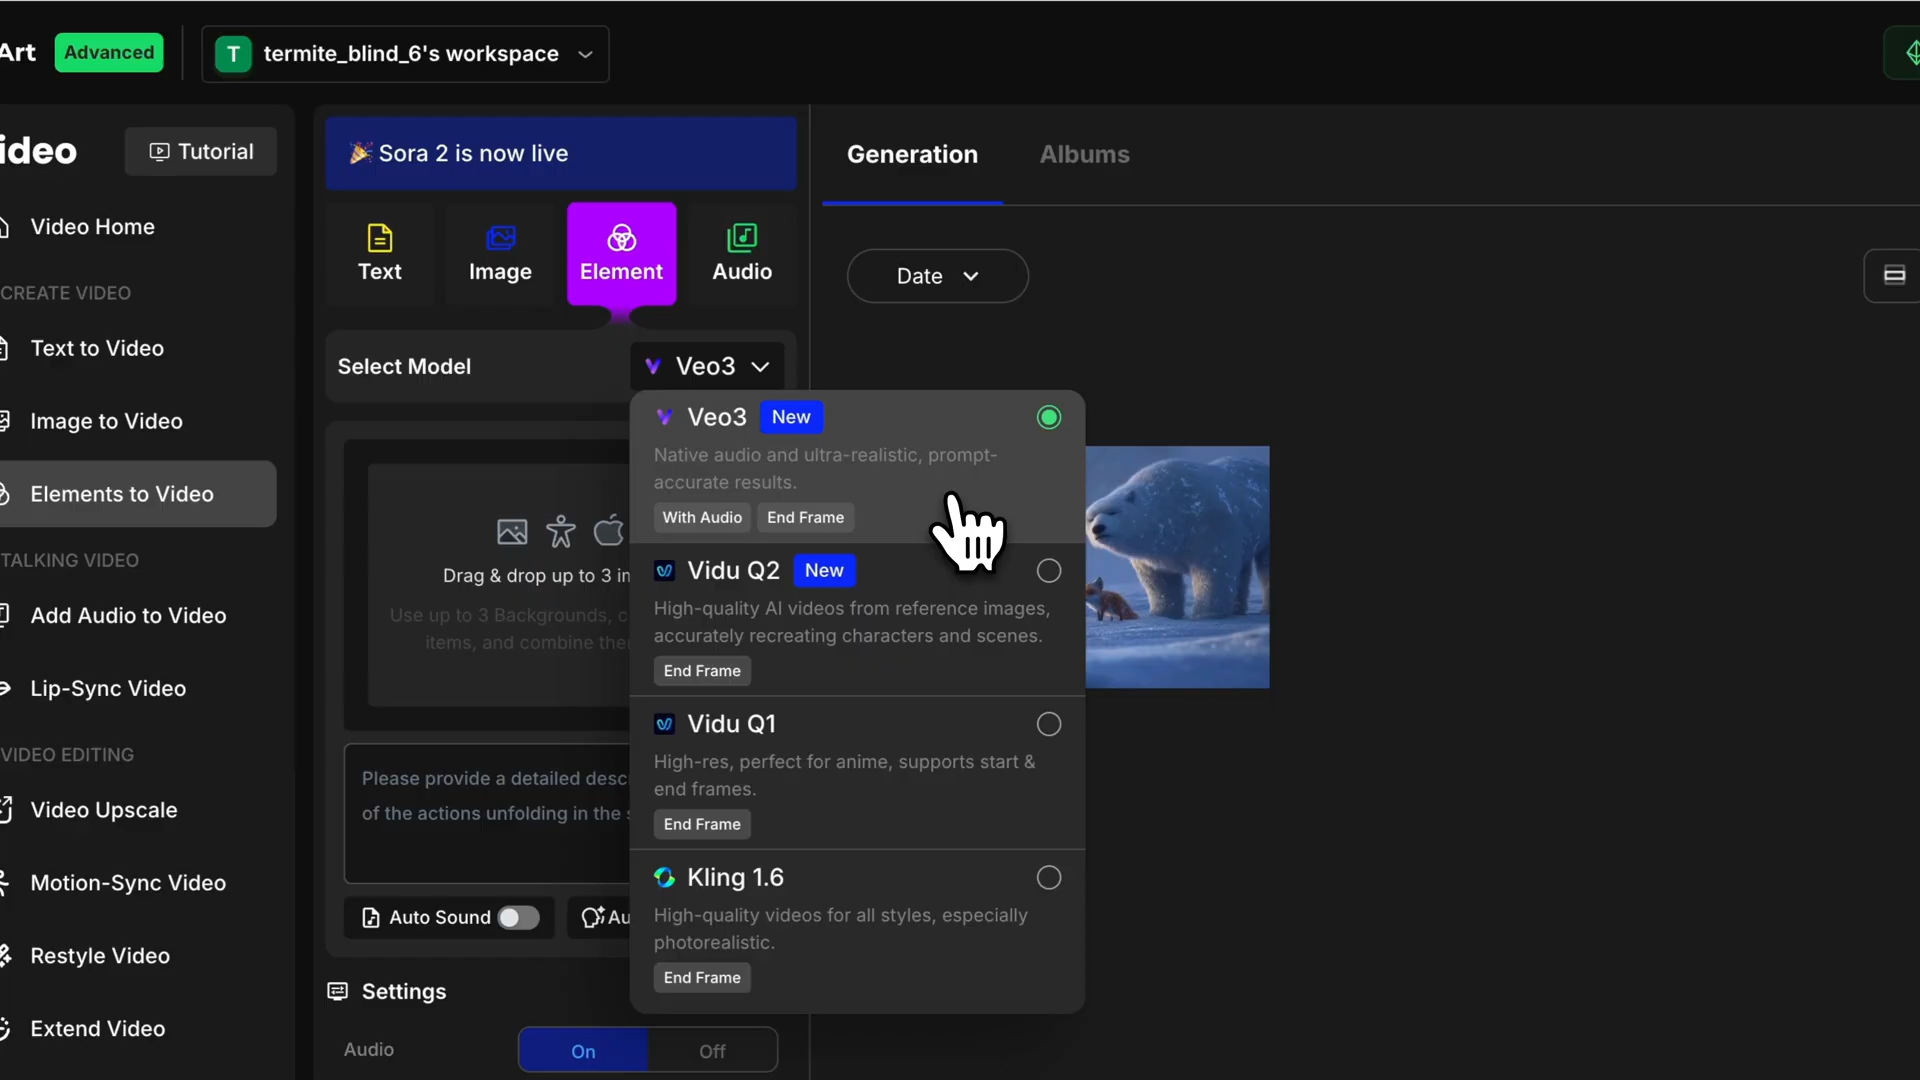 Art
Advanced
T
termite_blind_6's workspace
ideo
Tutorial
Video Home
CREATE VIDEO
Text to Video
Image to Video
Elements to Video
TALKING VIDEO
Add Audio to Video
Lip-Sync Video
VIDEO EDITING
Video Upscale
Motion-Sync Video
Restyle Video
Extend Video
Sora 2 is now live
Text
Image
Element
Audio
Select Model
Veo3
Drag & drop up to 3 in
Use up to 3 Backgrounds, c
items, and combine the
Please provide a detailed desc
of the actions unfolding in the s
Auto Sound
Au
Settings
Audio
On
Off
Veo3
New
Native audio and ultra-realistic, prompt-
accurate results.
With Audio
End Frame
Vidu Q2
New
High-quality AI videos from reference images,
accurately recreating characters and scenes.
End Frame
Vidu Q1
High-res, perfect for anime, supports start &
end frames.
End Frame
Kling 1.6
High-quality videos for all styles, especially
photorealistic.
End Frame
Generation
Albums
Date